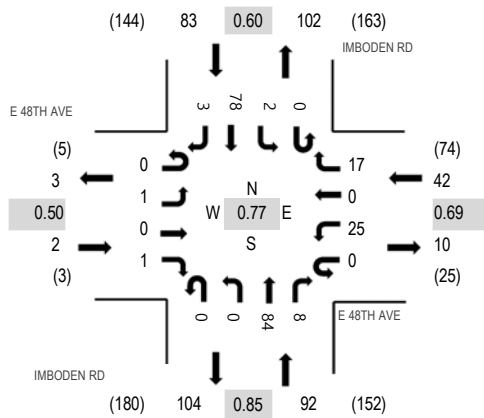 (144) 83 0.60 102 (163)
IMBODEN RD
E 48TH AVE
3 78 2 0
(5) (74)
0 17
3 42
1 N 0
0.50 W 0.77 E 0.69
0 S 25
2 10
1 0
(3) (25)
0 0 84 8
E 48TH AVE
IMBODEN RD
(180) 104 0.85 92 (152)